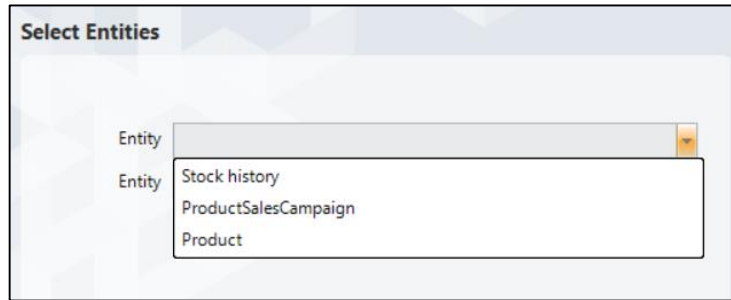 Select Entities
Entity
Entity
Stock history
ProductSalesCampaign
Product